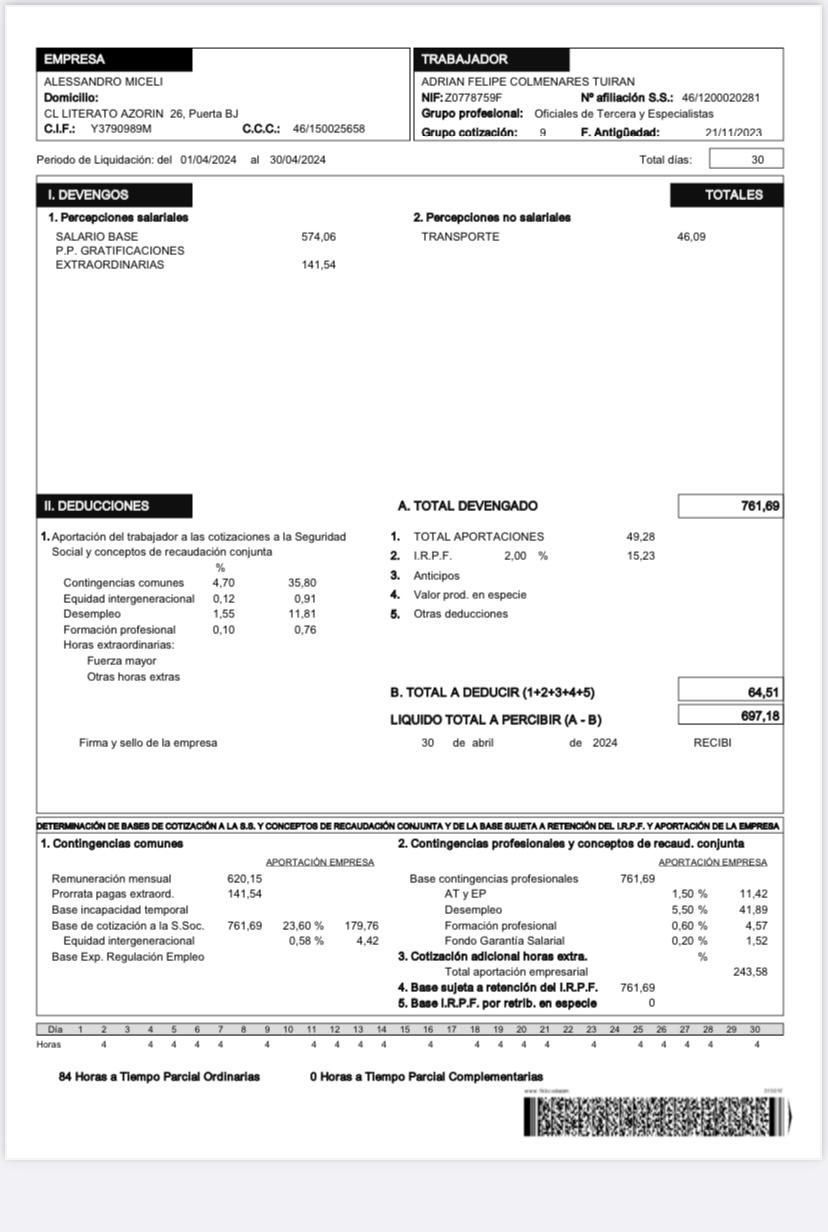 EMPRESA
ALESSANDRO MICELI
Domicilio:
CL LITERATO AZORIN 26, Puerta BJ
C.I.F.: Y3790989M C.C.C.: 46/150025658
TRABAJADOR
ADRIAN FELIPE COLMENARES TUIRAN
NIF: Z0778759F Nº afiliación S.S.: 46/1200020281
Grupo profesional: Oficiales de Tercera y Especialistas
Grupo cotización: 9 F. Antigüedad: 21/11/2023
Periodo de Liquidación: del 01/04/2024 al 30/04/2024 Total días: 30
I. DEVENGOS TOTALES
1. Percepciones salariales 2. Percepciones no salariales
SALARIO BASE 574,06 TRANSPORTE 46,09
P.P. GRATIFICACIONES
EXTRAORDINARIAS 141,54
II. DEDUCCIONES A. TOTAL DEVENGADO 761,69
1. Aportación del trabajador a las cotizaciones a la Seguridad
Social y conceptos de recaudación conjunta
%
Contingencias comunes 4,70 35,80
Equidad intergeneracional 0,12 0,91
Desempleo 1,55 11,81
Formación profesional 0,10 0,76
Horas extraordinarias:
Fuerza mayor
Otras horas extras
1. TOTAL APORTACIONES 49,28
2. I.R.P.F. 2,00 % 15,23
3. Anticipos
4. Valor prod. en especie
5. Otras deducciones
B. TOTAL A DEDUCIR (1+2+3+4+5) 64,51
LIQUIDO TOTAL A PERCIBIR (A - B) 697,18
Firma y sello de la empresa 30 de abril de 2024 RECIBI
DETERMINACIÓN DE BASES DE COTIZACIÓN A LA S.S. Y CONCEPTOS DE RECAUDACIÓN CONJUNTA Y DE LA BASE SUJETA A RETENCIÓN DEL I.R.P.F. Y APORTACIÓN DE LA EMPRESA
1. Contingencias comunes
APORTACIÓN EMPRESA
Remuneración mensual 620,15
Prorrata pagas extraord. 141,54
Base incapacidad temporal
Base de cotización a la S.Soc. 761,69 23,60 % 179,76
Equidad intergeneracional 0,58 % 4,42
Base Exp. Regulación Empleo
2. Contingencias profesionales y conceptos de recaud. conjunta
APORTACIÓN EMPRESA
Base contingencias profesionales 761,69
AT y EP 1,50 % 11,42
Desempleo 5,50 % 41,89
Formación profesional 0,60 % 4,57
Fondo Garantía Salarial 0,20 % 1,52
3. Cotización adicional horas extra. %
Total aportación empresarial 243,58
4. Base sujeta a retención del I.R.P.F. 761,69
5. Base I.R.P.F. por retrib. en especie 0
Día 1 2 3 4 5 6 7 8 9 10 11 12 13 14 15 16 17 18 19 20 21 22 23 24 25 26 27 28 29 30
Horas 4 4 4 4 4 4 4 4 4 4 4 4 4 4 4 4 4 4 4 4 4
84 Horas a Tiempo Parcial Ordinarias 0 Horas a Tiempo Parcial Complementarias